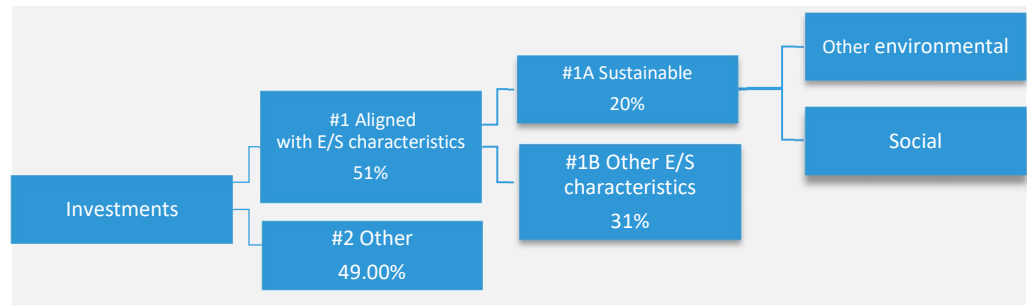 Investments
#1 Aligned
with E/S characteristics
51%
#2 Other
49.00%
#1A Sustainable
20%
#1B Other E/S
characteristics
31%
Other environmental
Social